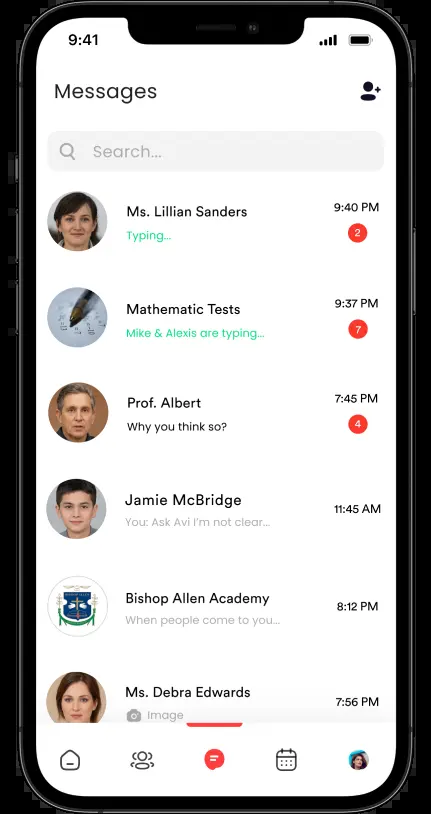 9:41
Messages
Search...
Ms. Lillian Sanders
9:40 PM
Typing...
2
Mathematic Tests
9:37 PM
Mike & Alexis are typing...
7
Prof. Albert
7:45 PM
Why you think so?
4
Jamie McBridge
11:45 AM
You: Ask Avi I'm not clear...
Bishop Allen Academy
8:12 PM
When people come to you...
Ms. Debra Edwards
7:56 PM
Image